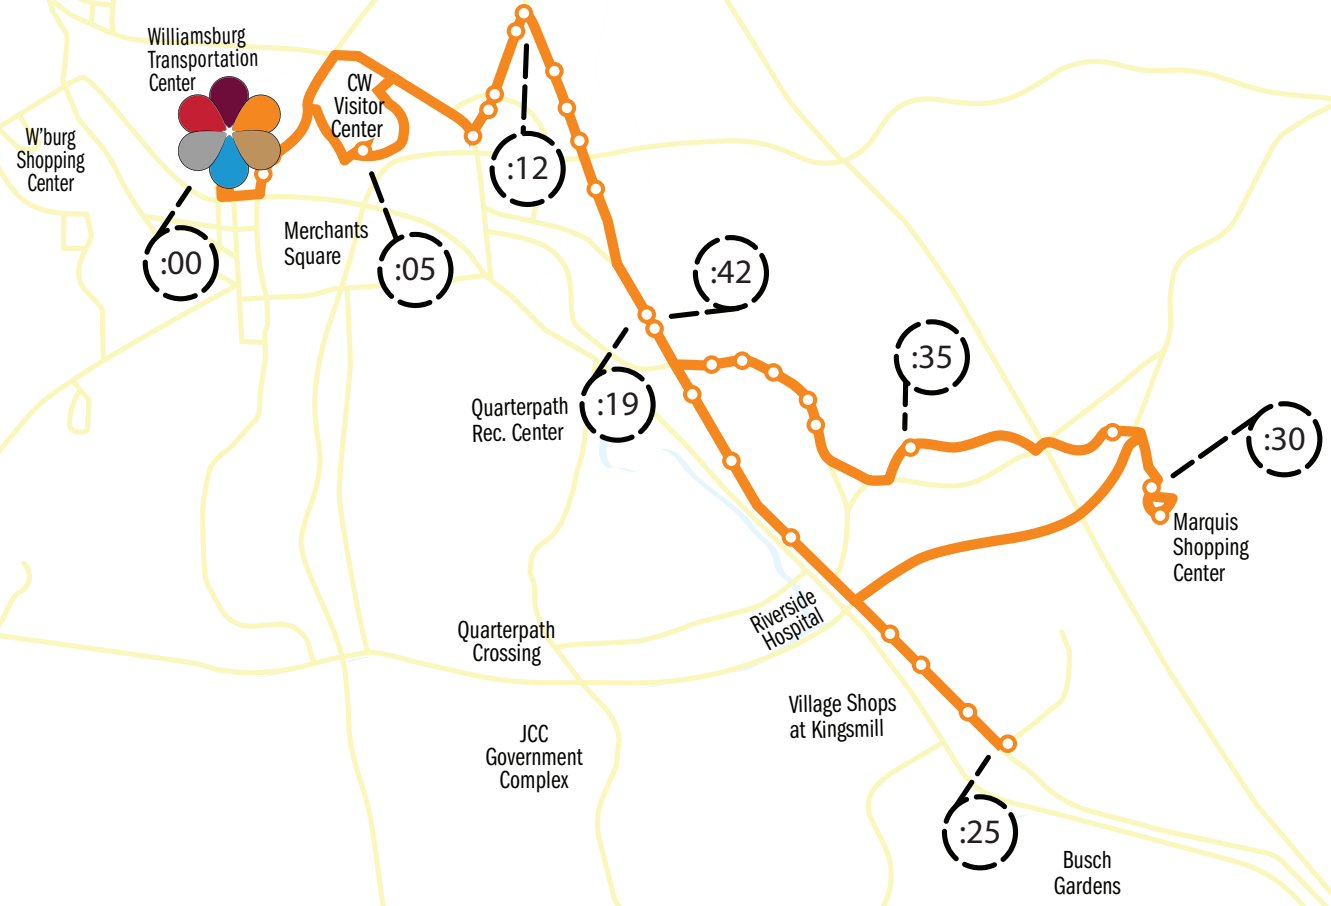 Williamsburg
Transportation
Center
CW
Visitor
Center
W'burg
Shopping
Center
:12
Merchants
Square
:00
:05
:42
:35
Quarterpath
Rec. Center
:19
:30
Marquis
Shopping
Center
Riverside
Hospital
Quarterpath
Crossing
Village Shops
at Kingsmill
JCC
Government
Complex
:25
Busch
Gardens